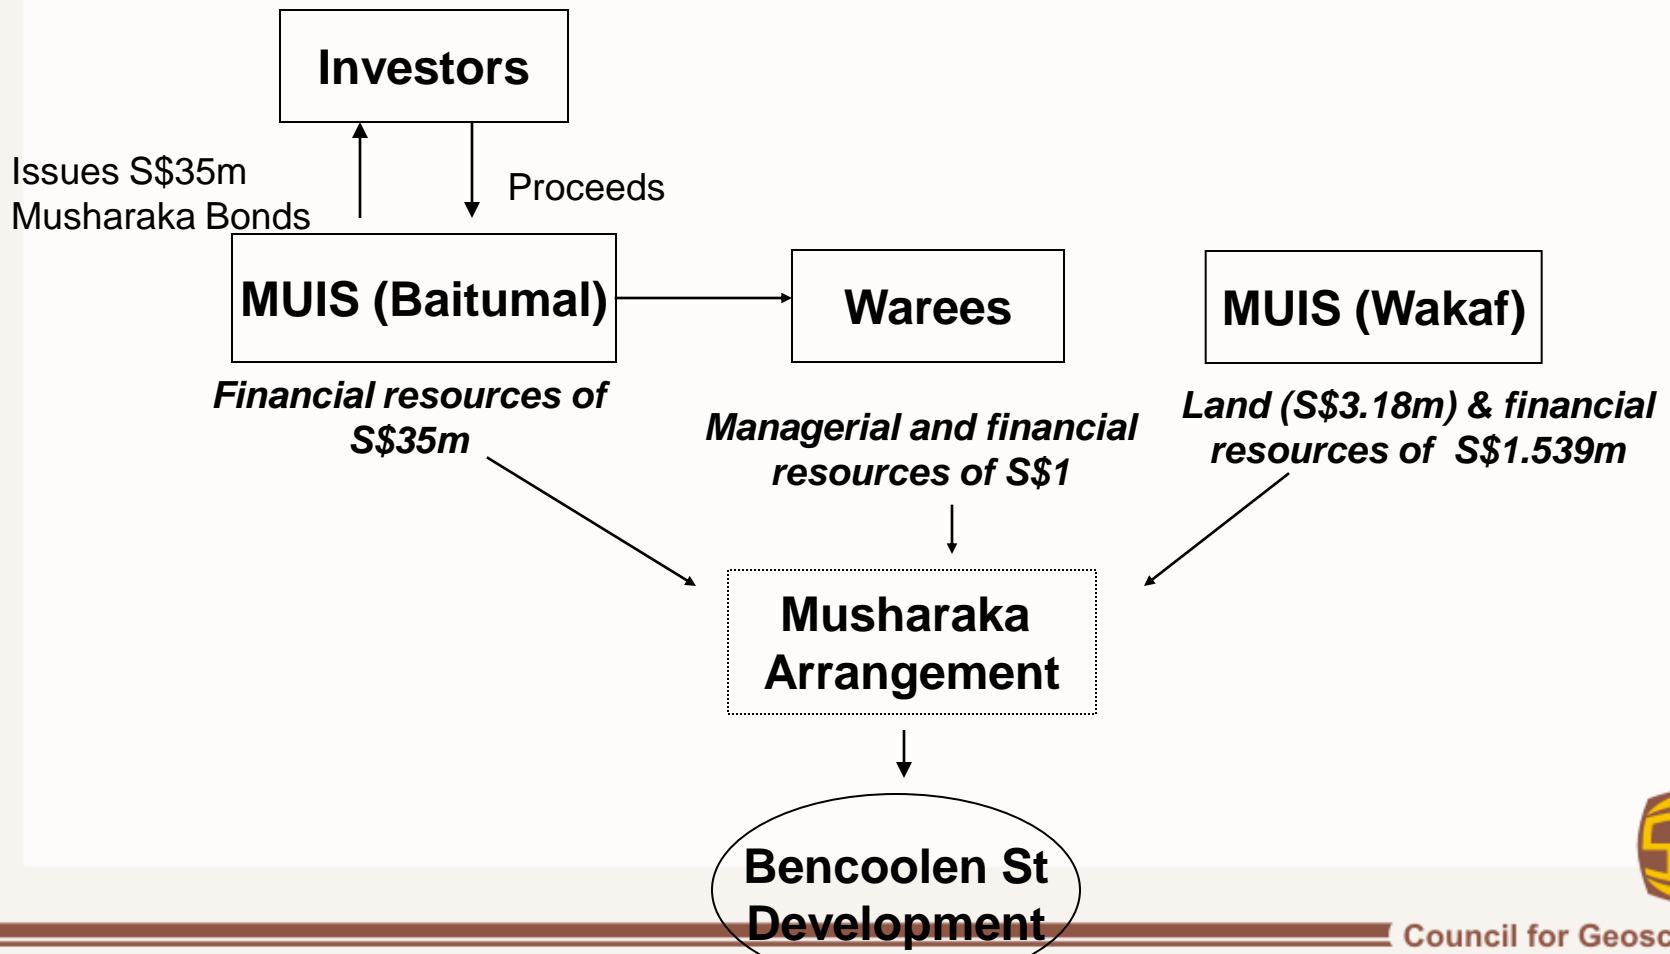 Investors
Issues S$35m
Musharaka Bonds
Proceeds
MUIS (Baitumal)
Warees
MUIS (Wakaf)
Financial resources of
S$35m
Managerial and financial
resources of S$1
Land (S$3.18m) & financial
resources of S$1.539m
Musharaka
Arrangement
Bencoolen St
Development
Council for Geosc